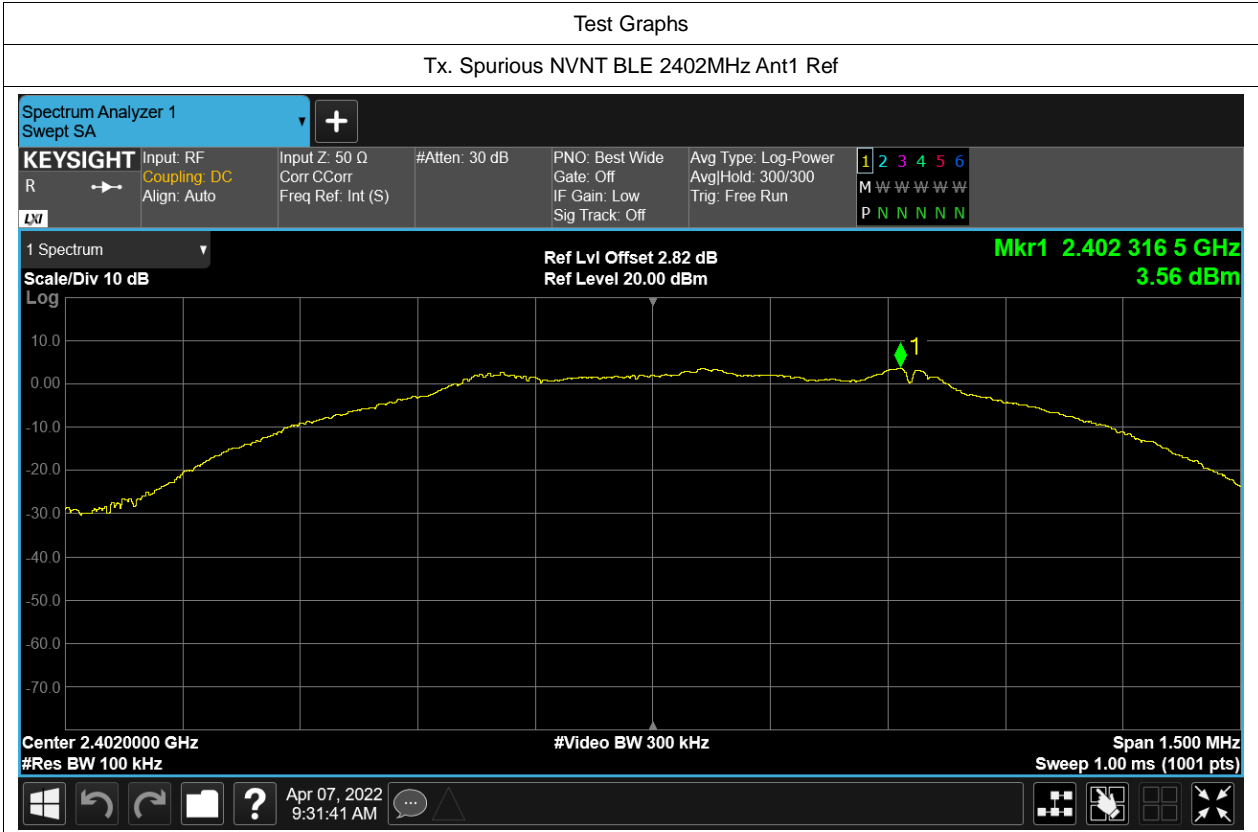 Test Graphs
Tx. Spurious NVNT BLE 2402MHz Ant1 Ref
Spectrum Analyzer 1
Swept SA
+
KEYSIGHT
R
LXI
Input: RF
Coupling: DC
Align: Auto
Input Z: 50 Ω
Corr CCorr
Freq Ref: Int (S)
#Atten: 30 dB
PNO: Best Wide
Gate: Off
IF Gain: Low
Sig Track: Off
Avg Type: Log-Power
Avg|Hold: 300/300
Trig: Free Run
1 2 3 4 5 6
M W W W W W
P N N N N N
1 Spectrum
Scale/Div 10 dB
Log
Ref Lvl Offset 2.82 dB
Ref Level 20.00 dBm
Mkr1 2.402 316 5 GHz
3.56 dBm
1
10.0
0.00
-10.0
-20.0
-30.0
-40.0
-50.0
-60.0
-70.0
Center 2.4020000 GHz
#Video BW 300 kHz
Span 1.500 MHz
#Res BW 100 kHz
Sweep 1.00 ms (1001 pts)
?
Apr 07, 2022
9:31:41 AM